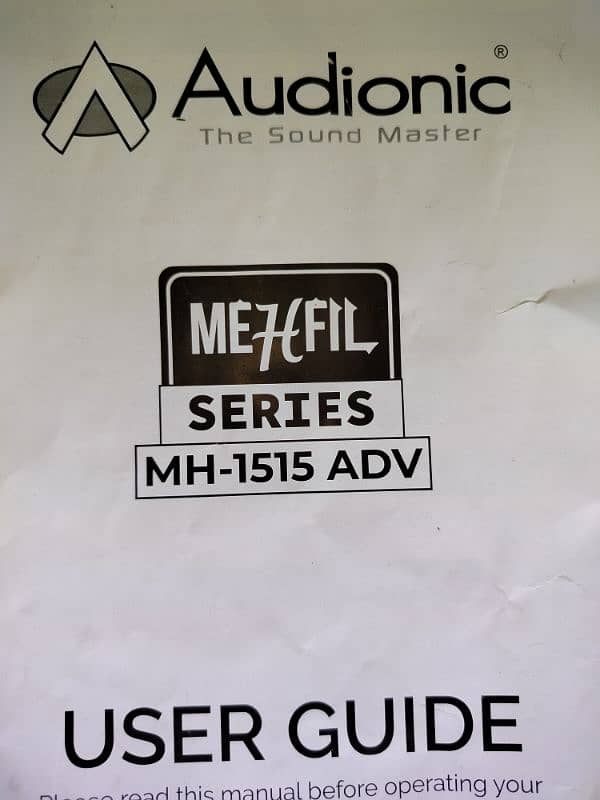 Audionic ®
The Sound Master
MEHFIL
SERIES
MH-1515 ADV
USER GUIDE
Please read this manual before operating your